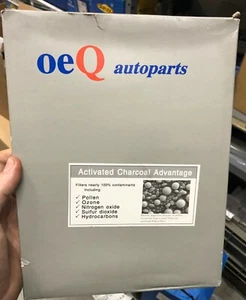 oeQ autoparts
Activated Charcoal Advantage
Filters nearly 100% contaminants
including:
✓ Pollen
✓ Ozone
✓ Nitrogen oxide
✓ Sulfur dioxide
✓ Hydrocarbons